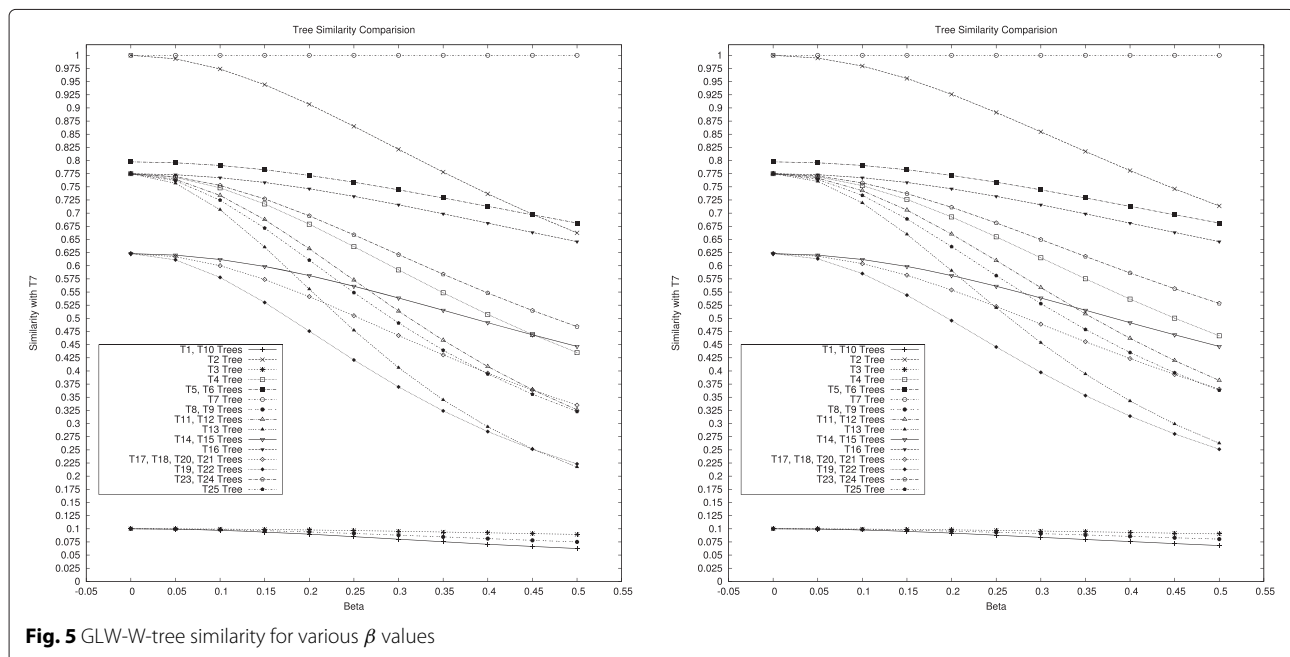 Tree Similarity Comparision
1
0.975
0.95
0.925
0.9
0.875
0.85
0.825
0.8
0.775
0.75
0.725
0.7
0.675
0.65
0.625
0.6
0.575
0.55
0.525
0.5
0.475
0.45
0.425
0.4
0.375
0.35
0.325
0.3
0.275
0.25
0.225
0.2
0.175
0.15
0.125
0.1
0.075
0.05
0.025
0
Similarity with T7
T1, T10 Trees
T2 Tree
T3 Tree
T4 Tree
T5, T6 Trees
T7 Tree
T8, T9 Trees
T11, T12 Trees
T13 Tree
T14, T15 Trees
T16 Tree
T17, T18, T20, T21 Trees
T19, T22 Trees
T23, T24 Trees
T25 Tree
-0.05 0 0.05 0.1 0.15 0.2 0.25 0.3 0.35 0.4 0.45 0.5 0.55
Beta
Tree Similarity Comparision
1
0.975
0.95
0.925
0.9
0.875
0.85
0.825
0.8
0.775
0.75
0.725
0.7
0.675
0.65
0.625
0.6
0.575
0.55
0.525
0.5
0.475
0.45
0.425
0.4
0.375
0.35
0.325
0.3
0.275
0.25
0.225
0.2
0.175
0.15
0.125
0.1
0.075
0.05
0.025
0
Similarity with T7
T1, T10 Trees
T2 Tree
T3 Tree
T4 Tree
T5, T6 Trees
T7 Tree
T8, T9 Trees
T11, T12 Trees
T13 Tree
T14, T15 Trees
T16 Tree
T17, T18, T20, T21 Trees
T19, T22 Trees
T23, T24 Trees
T25 Tree
-0.05 0 0.05 0.1 0.15 0.2 0.25 0.3 0.35 0.4 0.45 0.5 0.55
Beta
Fig. 5 GLW-W-tree similarity for various β values